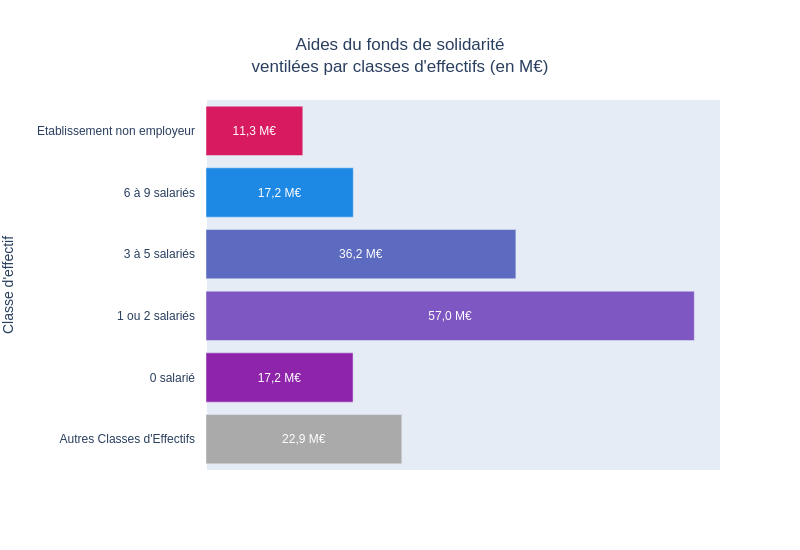 Aides du fonds de solidarité
ventilées par classes d'effectifs (en M€)
Etablissement non employeur
11,3 M€
6 à 9 salariés
17,2 M€
3 à 5 salariés
36,2 M€
1 ou 2 salariés
57,0 M€
0 salarié
17,2 M€
Autres Classes d'Effectifs
22,9 M€
Classe d'effectif